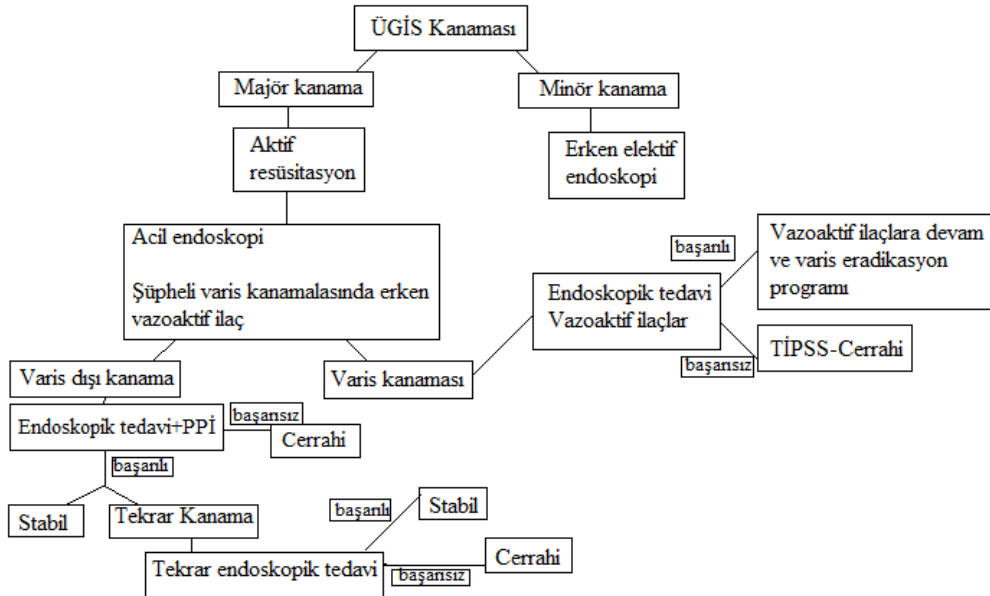 ÜGİS Kanaması
Majör kanama
Minör kanama
Aktif
resüsitasyon
Erken elektif
endoskopi
Acil endoskopi
Şüpheli varis kanamalasında erken
vazoaktif ilaç
başarılı
Vazoaktif ilaçlara devam
ve varis eradikasyon
programı
Endoskopik tedavi
Vazoaktif ilaçlar
başarısız
TİPSS-Cerrahi
Varis dışı kanama
Varis kanaması
Endoskopik tedavi+PPİ
başarısız
Cerrahi
başarılı
Stabil
Tekrar Kanama
başarılı
Stabil
Tekrar endoskopik tedavi
başarısız
Cerrahi